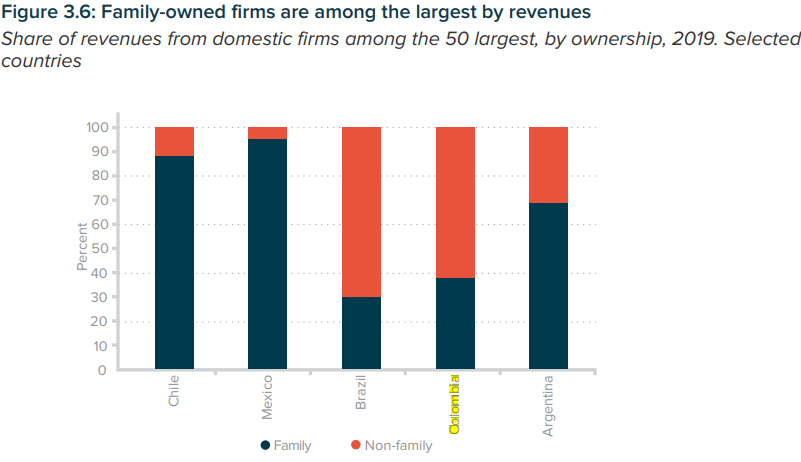 Figure 3.6: Family-owned firms are among the largest by revenues
Share of revenues from domestic firms among the 50 largest, by ownership, 2019. Selected
countries
Percent
100
90
80
70
60
50
40
30
20
10
0
Chile
Mexico
Brazil
Colombia
Argentina
Family
Non-family